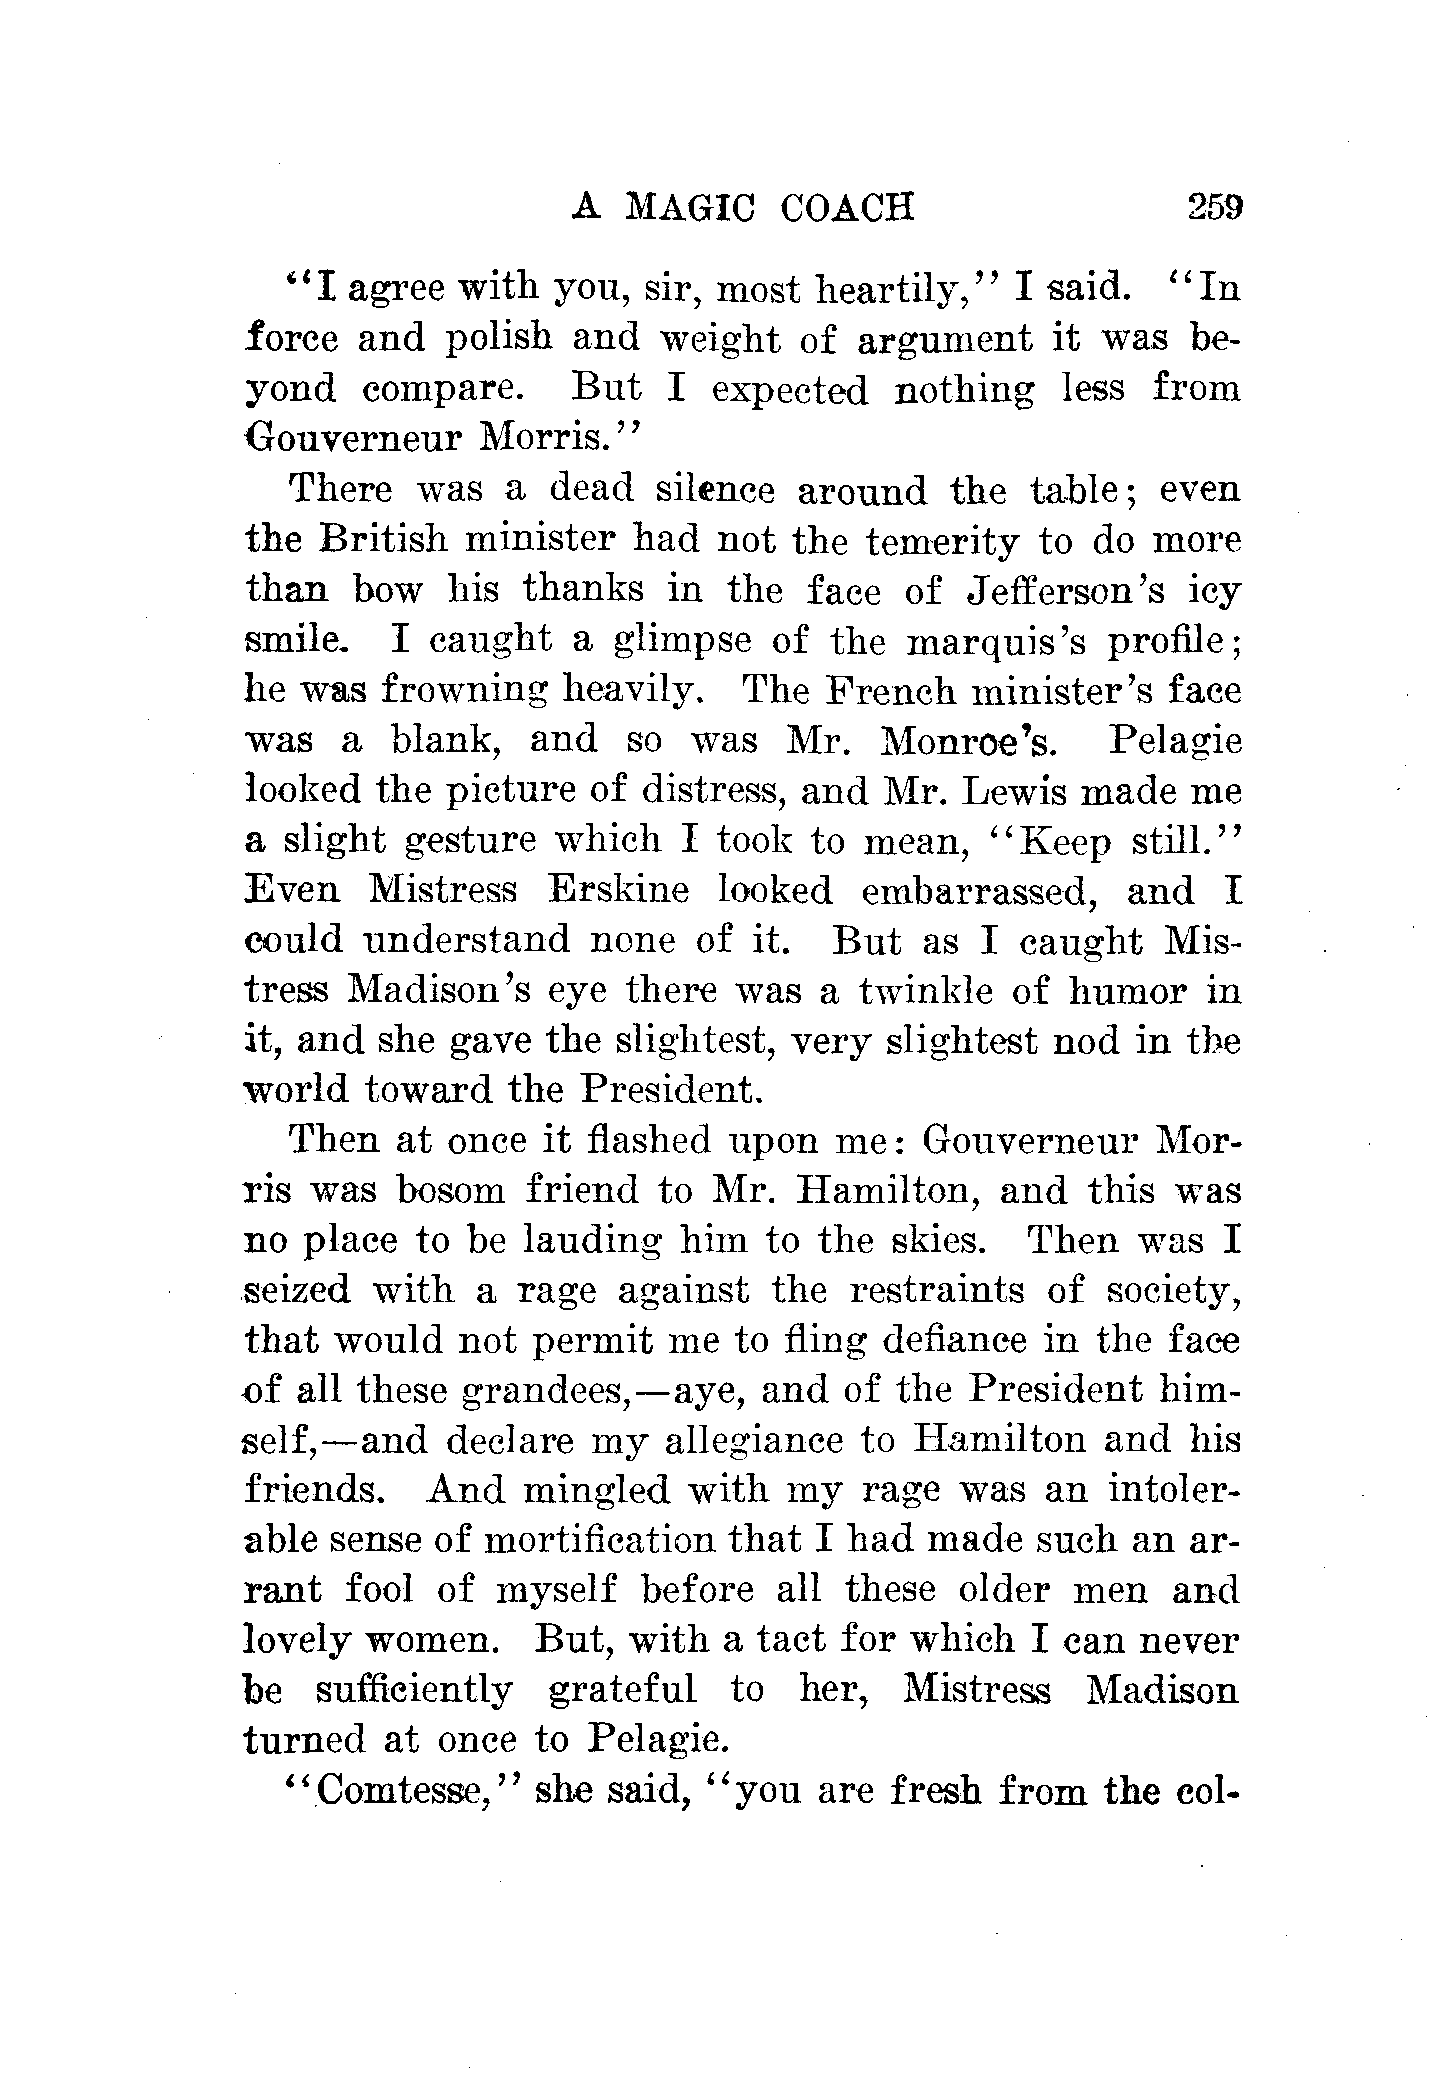 A MAGIC COACH 259
"I agree with you, sir, most heartily," I said. "In
force and polish and weight of argument it was be-
yond compare. But I expected nothing less from
Gouverneur Morris."
There was a dead silence around the table; even
the British minister had not the temerity to do more
than bow his thanks in the face of Jefferson's icy
smile. I caught a glimpse of the marquis's profile;
he was frowning heavily. The French minister's face
was a blank, and so was Mr. Monroe's. Pelagie
looked the picture of distress, and Mr. Lewis made me
a slight gesture which I took to mean, "Keep still."
Even Mistress Erskine looked embarrassed, and I
could understand none of it. But as I caught Mis-
tress Madison's eye there was a twinkle of humor in
it, and she gave the slightest, very slightest nod in the
world toward the President.
Then at once it flashed upon me: Gouverneur Mor-
ris was bosom friend to Mr. Hamilton, and this was
no place to be lauding him to the skies. Then was I
seized with a rage against the restraints of society,
that would not permit me to fling defiance in the face
of all these grandees,—aye, and of the President him-
self,—and declare my allegiance to Hamilton and his
friends. And mingled with my rage was an intoler-
able sense of mortification that I had made such an ar-
rant fool of myself before all these older men and
lovely women. But, with a tact for which I can never
be sufficiently grateful to her, Mistress Madison
turned at once to Pelagie.
"Comtesse," she said, "you are fresh from the col-